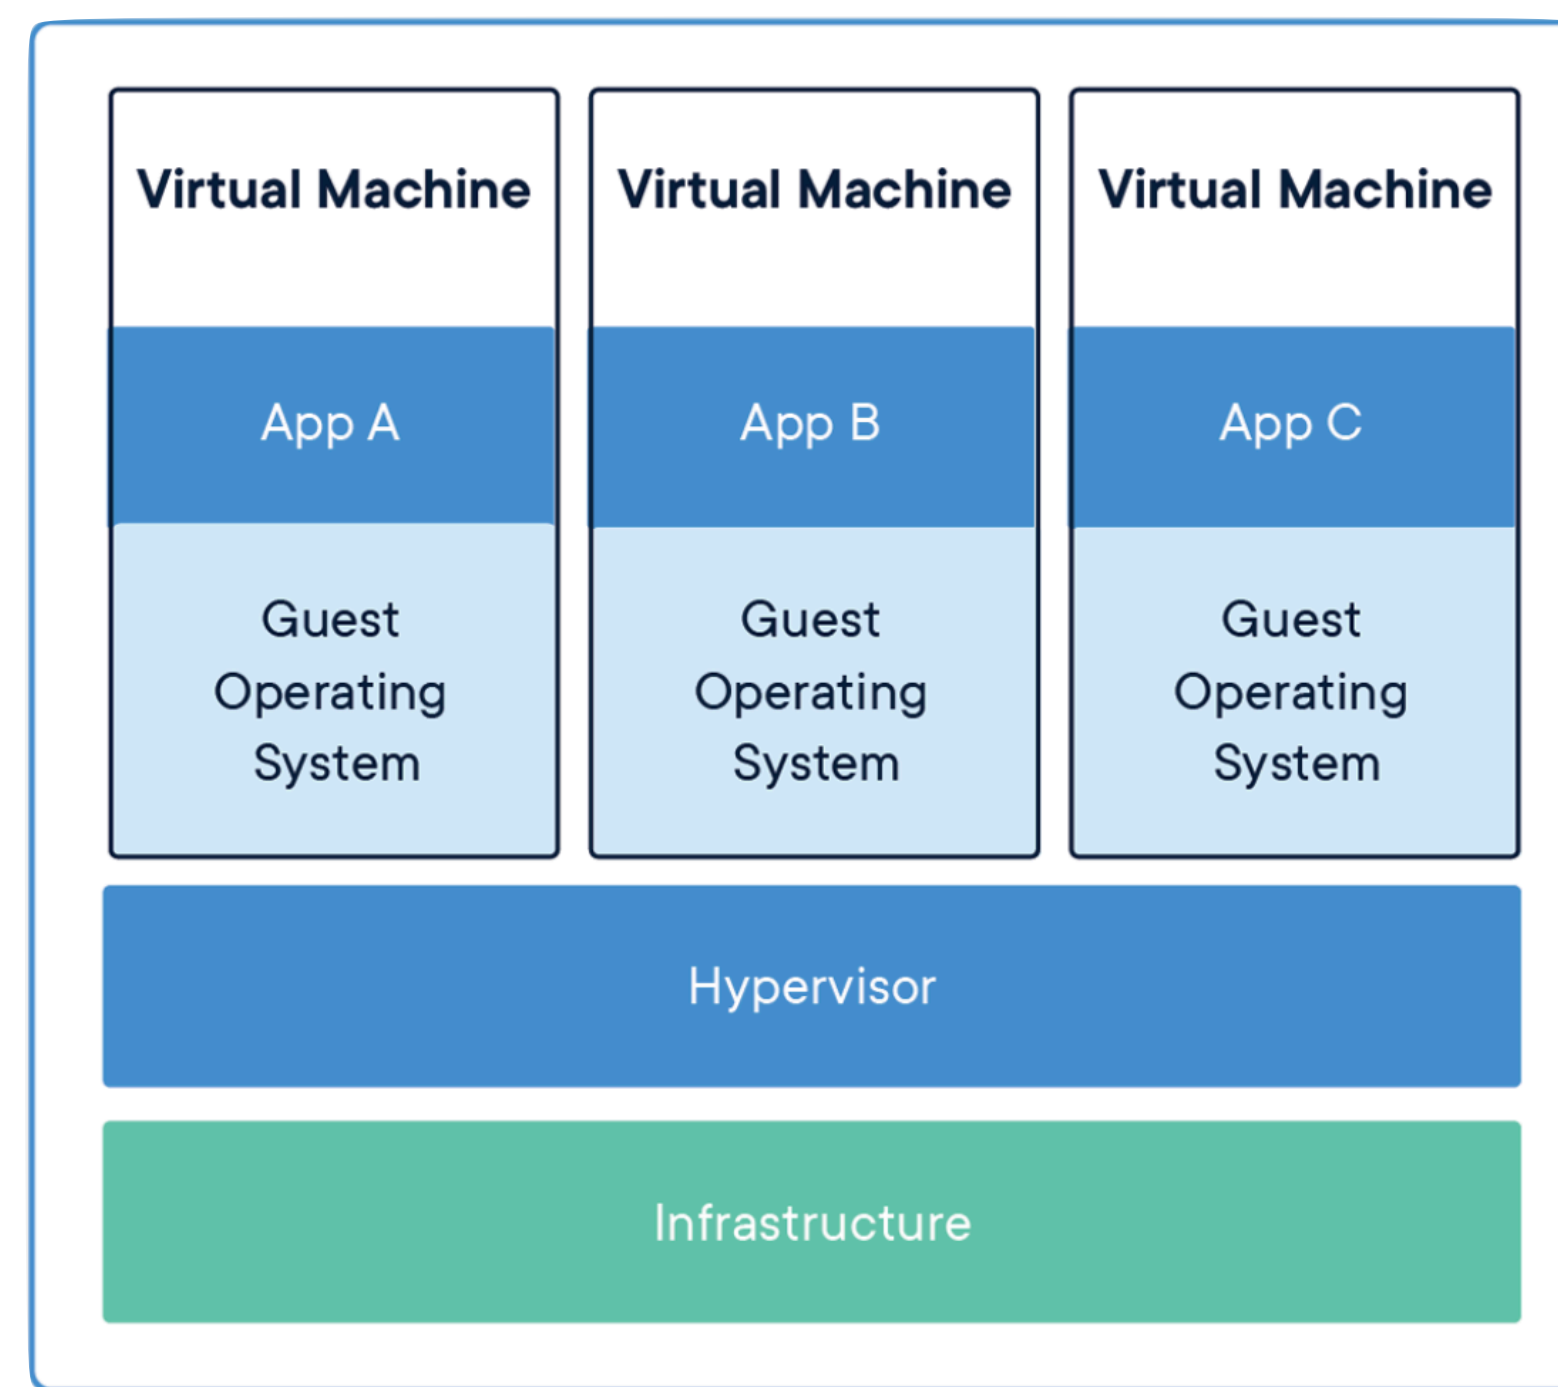 Virtual Machine
App A
Guest
Operating
System
Virtual Machine
App B
Guest
Operating
System
Virtual Machine
App C
Guest
Operating
System
Hypervisor
Infrastructure